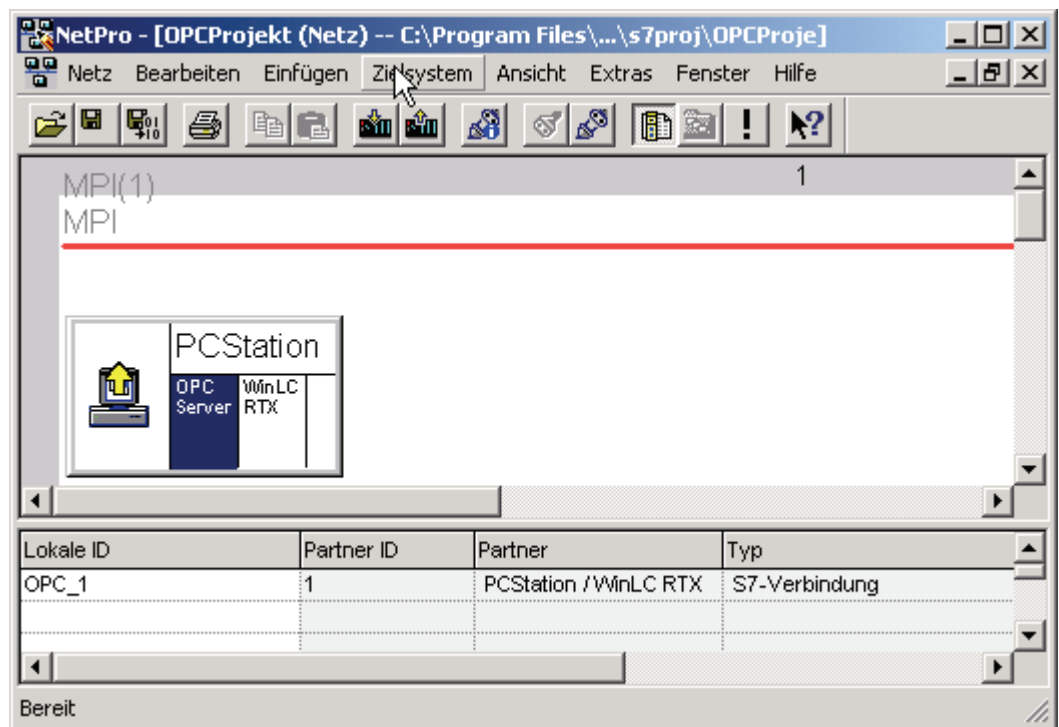 NetPro - [OPCProjekt (Netz) -- C:\Program Files\...\s7proj\OPCProje]
Netz Bearbeiten Einfügen Zielsystem Ansicht Extras Fenster Hilfe
1
MPI(1)
MPI
PCStation
OPC Server
WinLC RTX
Lokale ID Partner ID Partner Typ
OPC_1 1 PCStation / WinLC RTX S7-Verbindung
Bereit